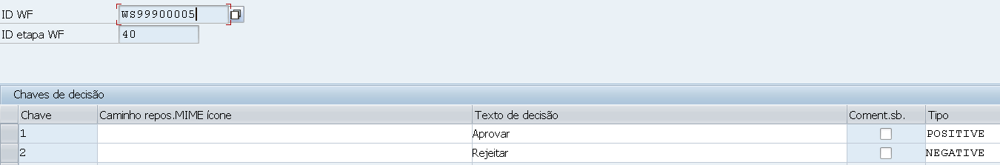 ID WF WS99900005
ID etapa WF 40
Chaves de decisão
Chave Caminho repos.MIME ícone Texto de decisão Coment.sb. Tipo
1 Aprovar POSITIVE
2 Rejeitar NEGATIVE